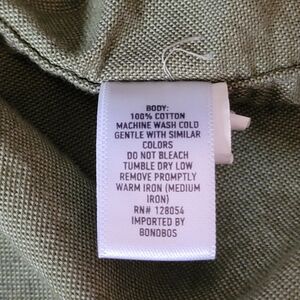 BODY:
100% COTTON
MACHINE WASH COLD
GENTLE WITH SIMILAR
COLORS
DO NOT BLEACH
TUMBLE DRY LOW
REMOVE PROMPTLY
WARM IRON (MEDIUM
IRON)
RN# 128054
IMPORTED BY
BONOBOS